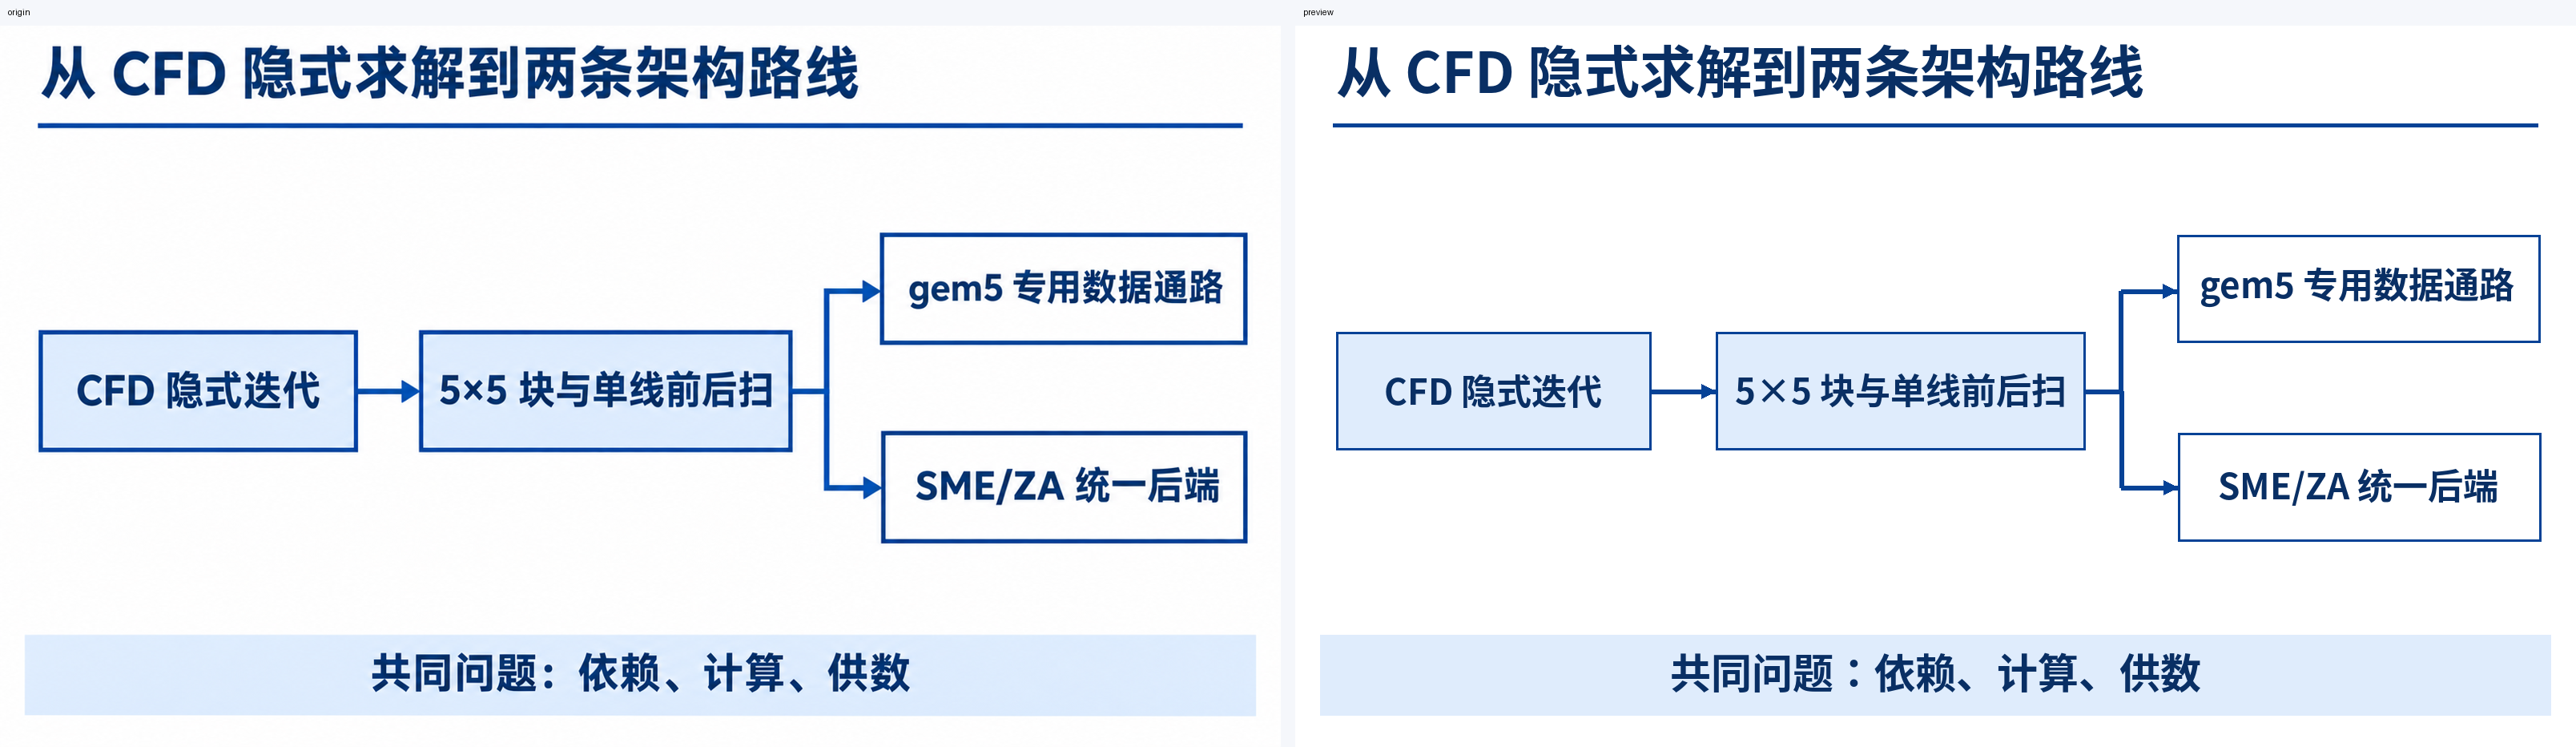 origin
从 CFD 隐式求解到两条架构路线
gem5 专用数据通路
CFD 隐式迭代
5×5 块与单线前后扫
SME/ZA 统一后端
共同问题：依赖、计算、供数
preview
从 CFD 隐式求解到两条架构路线
gem5 专用数据通路
CFD 隐式迭代
5×5 块与单线前后扫
SME/ZA 统一后端
共同问题：依赖、计算、供数